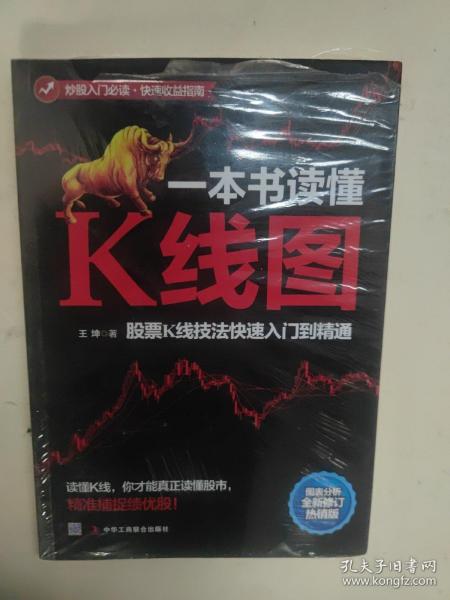 炒股入门必读·快速收益指南
一本书读懂
K线图
王坤◎著
股票K线技法快速入门到精通
读懂K线，你才能真正读懂股市，
精准捕捉绩优股！
图表分析
全新修订
热销版
中华工商联合出版社
孔夫子旧书网
www.kongfz.com